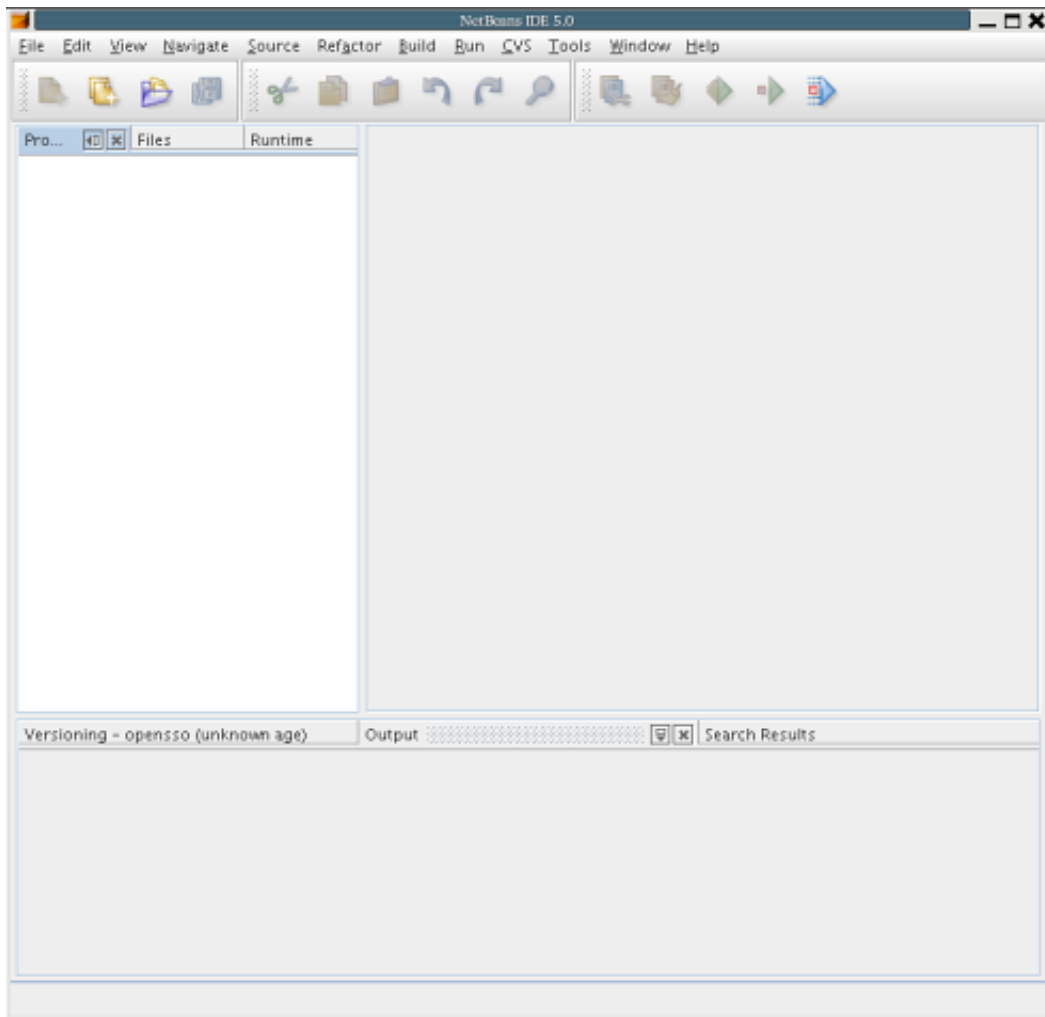 NetBeans IDE 5.0
File Edit View Navigate Source Refactor Build Run CVS Tools Window Help
Pro... Files Runtime
Versioning - opensso (unknown age) Output Search Results